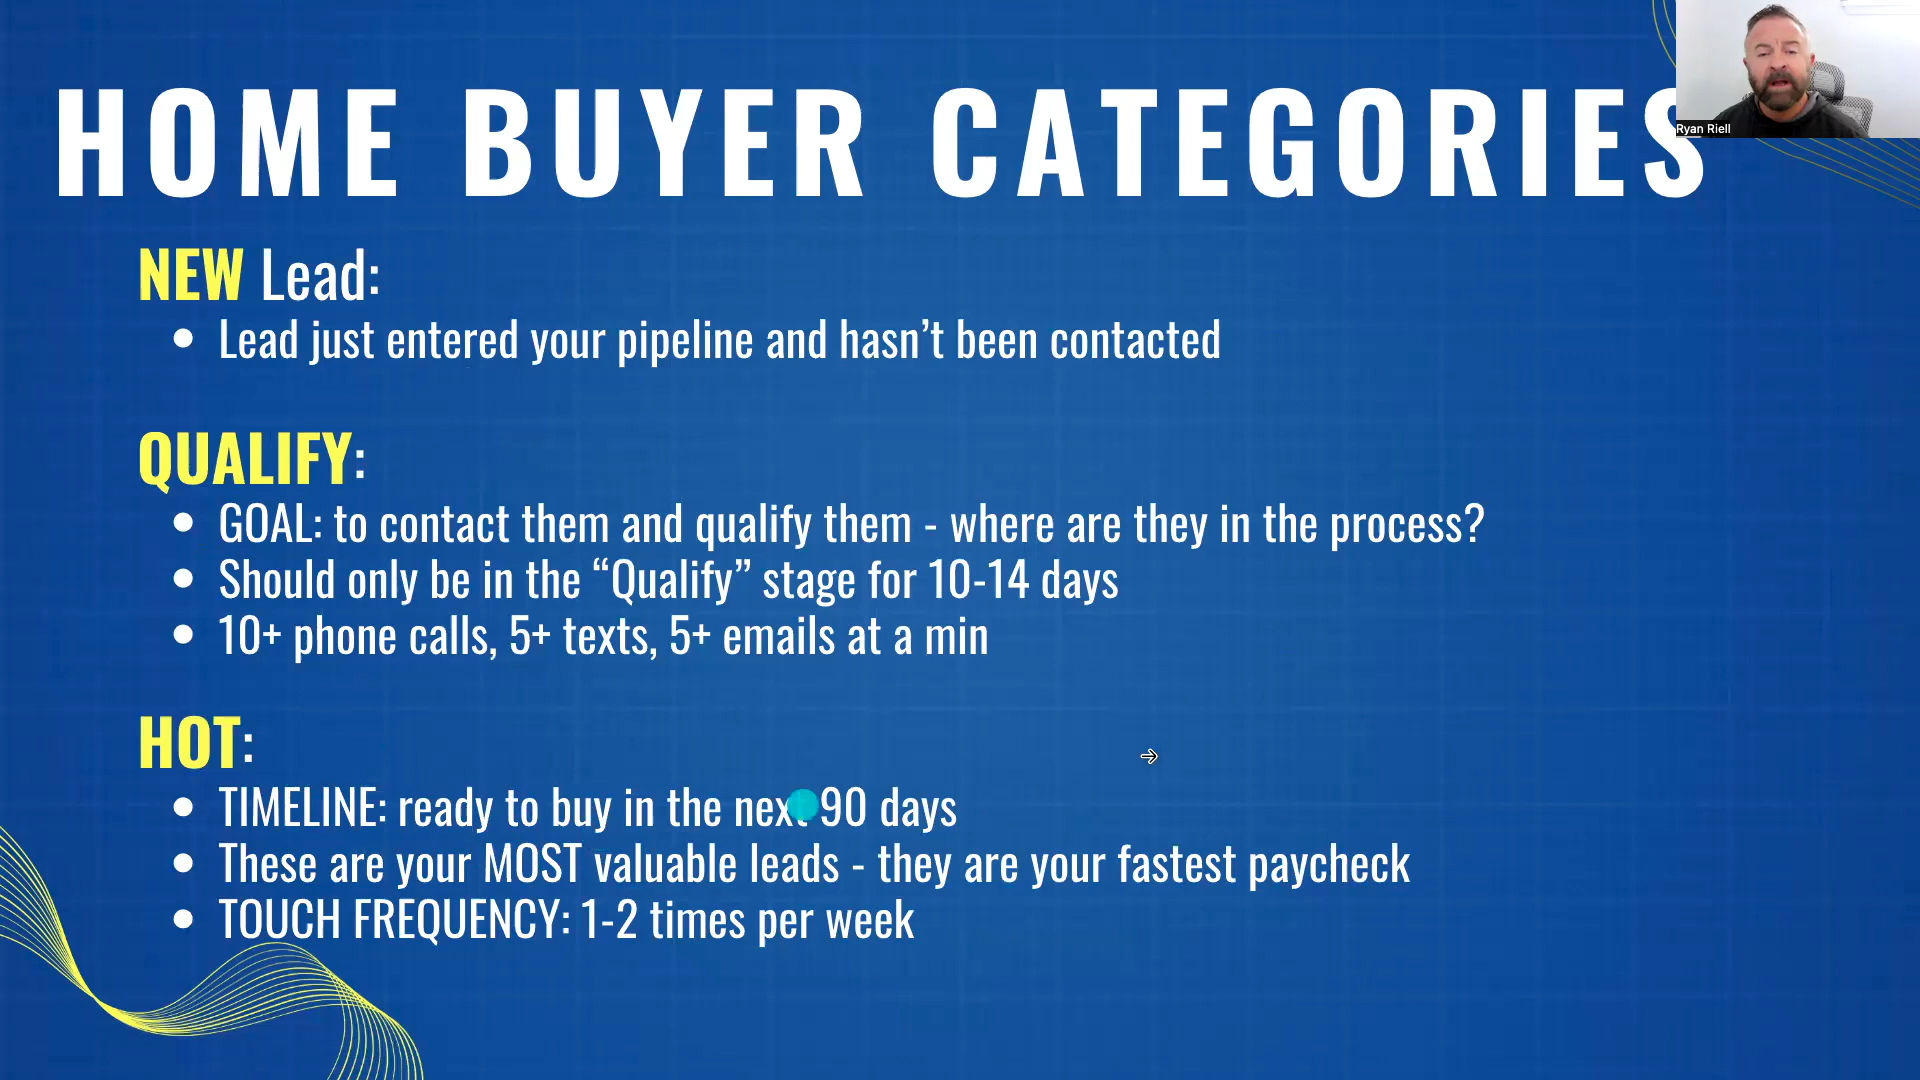 HOME BUYER CATEGORIES
Ryan Riell
NEW Lead:
• Lead just entered your pipeline and hasn’t been contacted
QUALIFY:
• GOAL: to contact them and qualify them - where are they in the process?
• Should only be in the “Qualify” stage for 10-14 days
• 10+ phone calls, 5+ texts, 5+ emails at a min
HOT:
• TIMELINE: ready to buy in the next 90 days
• These are your MOST valuable leads - they are your fastest paycheck
• TOUCH FREQUENCY: 1-2 times per week